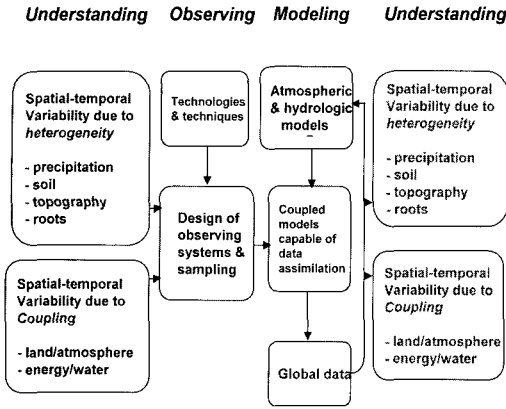 Understanding Observing Modeling Understanding
Spatial-temporal
Variability due to
heterogeneity
- precipitation
- soil
- topography
- roots
Spatial-temporal
Variability due to
Coupling
- land/atmosphere
- energy/water
Technologies
& techniques
Design of
observing
systems &
sampling
Atmospheric
& hydrologic
models
Coupled
models
capable of
data
assimilation
Global data
Spatial-temporal
Variability due to
heterogeneity
- precipitation
- soil
- topography
- roots
Spatial-temporal
Variability due to
Coupling
- land/atmosphere
- energy/water